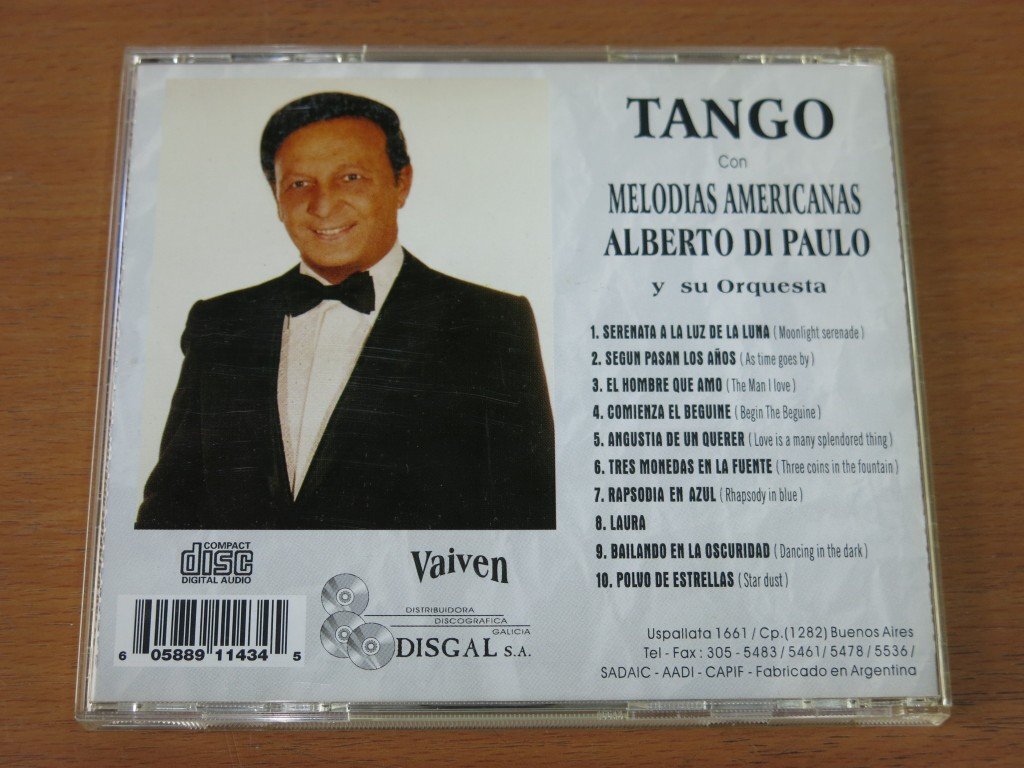 TANGO
Con
MELODIAS AMERICANAS
ALBERTO DI PAULO
y su Orquesta
1. SERENATA A LA LUZ DE LA LUNA (Moonlight serenade)
2. SEGUN PASAN LOS AÑOS (As time goes by)
3. EL HOMBRE QUE AMO (The Man I love)
4. COMIENZA EL BEGUINE (Begin The Beguine)
5. ANGUSTIA DE UN QUERER (Love is a many splendored thing)
6. TRES MONEDAS EN LA FUENTE (Three coins in the fountain)
7. RAPSODIA EN AZUL (Rhapsody in blue)
8. LAURA
9. BAILANDO EN LA OSCURIDAD (Dancing in the dark)
10. POLVO DE ESTRELLAS (Star dust)
COMPACT
disc
DIGITAL AUDIO
Vaiven
DISTRIBUIDORA
DISCOGRAFICA
GALICIA
DISGAL S.A.
6 05889 11434 5
Uspallata 1661 / Cp.(1282) Buenos Aires
Tel - Fax : 305 - 5483 / 5461/ 5478 / 5536 /
SADAIC - AADI - CAPIF - Fabricado en Argentina